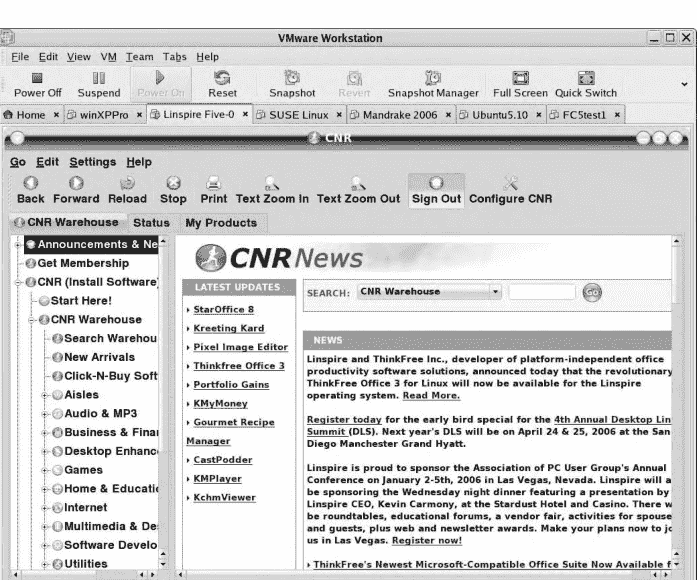 VMware Workstation
File Edit View VM Team Tabs Help
Power Off Suspend Power On Reset Snapshot Revert Snapshot Manager Full Screen Quick Switch
Home winXPPro Linspire Five-0 SUSE Linux Mandrake 2006 Ubuntu5.10 FC5test1
CNR
Go Edit Settings Help
Back Forward Reload Stop Print Text Zoom In Text Zoom Out Sign Out Configure CNR
CNR Warehouse Status My Products
Announcements & Ne
Get Membership
CNR (Install Software)
Start Here!
CNR Warehouse
Search Warehou
New Arrivals
Click-N-Buy Soft
Aisles
Audio & MP3
Business & Finan
Desktop Enhance
Games
Home & Educati
Internet
Multimedia & De
Software Develo
Utilities
CNR News
LATEST UPDATES
StarOffice 8
Kreeting Kard
Pixel Image Editor
Thinkfree Office 3
Portfolio Gains
KMyMoney
Gourmet Recipe
Manager
CastPodder
KMPlayer
KchmViewer
SEARCH: CNR Warehouse Go
NEWS
Linspire and ThinkFree Inc., developer of platform-independent office
productivity software solutions, announced today that the revolutionary
ThinkFree Office 3 for Linux will now be available for the Linspire
operating system. Read More.
Register today for the early bird special for the 4th Annual Desktop Lin
Summit (DLS). Next year's DLS will be on April 24 & 25, 2006 at the San
Diego Manchester Grand Hyatt.
Linspire is proud to sponsor the Association of PC User Group's Annual
Conference on January 2-5th, 2006 in Las Vegas, Nevada. Linspire will a
be sponsoring the Wednesday night dinner featuring a presentation by
Linspire CEO, Kevin Carmony, at the Stardust Hotel and Casino. There w
be roundtables, educational forums, a vendor fair, activities for spouse
and guests, plus web and newsletter awards. Make your plans now to jo
us in Las Vegas. Register now!
ThinkFree's Newest Microsoft-Compatible Office Suite Now Available f